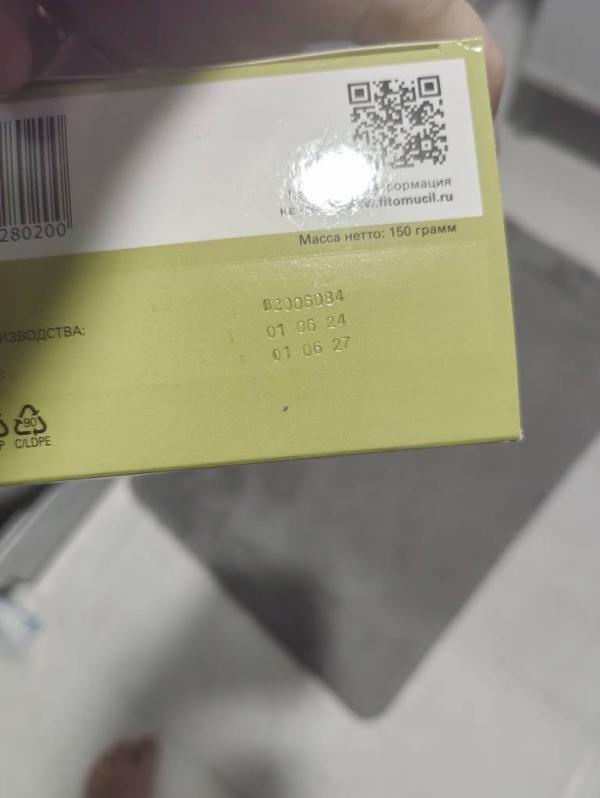 280200
формация
fitomucil.ru
Масса нетто: 150 грамм
B2006084
ИЗВОДСТВА:
01 06 24
01 06 27
90
C/LDPE